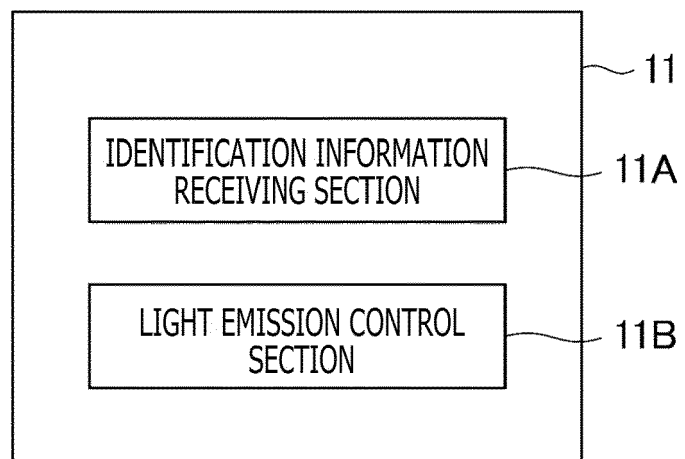 11
IDENTIFICATION INFORMATION
RECEIVING SECTION
11A
LIGHT EMISSION CONTROL
SECTION
11B